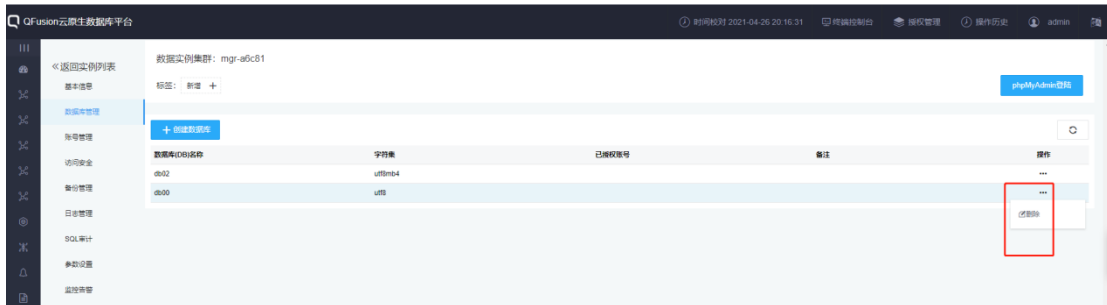 QFusion云原生数据库平台
时间校对 2021-04-26 20:16:31
终端控制台
授权管理
操作历史
admin
≪返回实例列表
基本信息
数据库管理
账号管理
访问安全
备份管理
日志管理
SQL审计
参数设置
监控告警
数据实例集群：mgr-a6c81
标签： 新增 +
phpMyAdmin登陆
+ 创建数据库
数据库(DB)名称 字符集 已授权账号 备注 操作
db02 utf8mb4 •••
db00 utf8 •••
删除